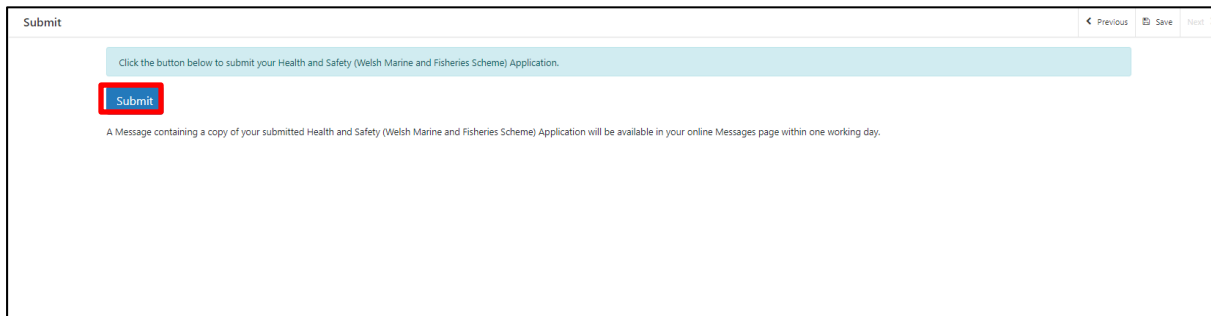 Submit
Previous Save Next
Click the button below to submit your Health and Safety (Welsh Marine and Fisheries Scheme) Application.
Submit
A Message containing a copy of your submitted Health and Safety (Welsh Marine and Fisheries Scheme) Application will be available in your online Messages page within one working day.